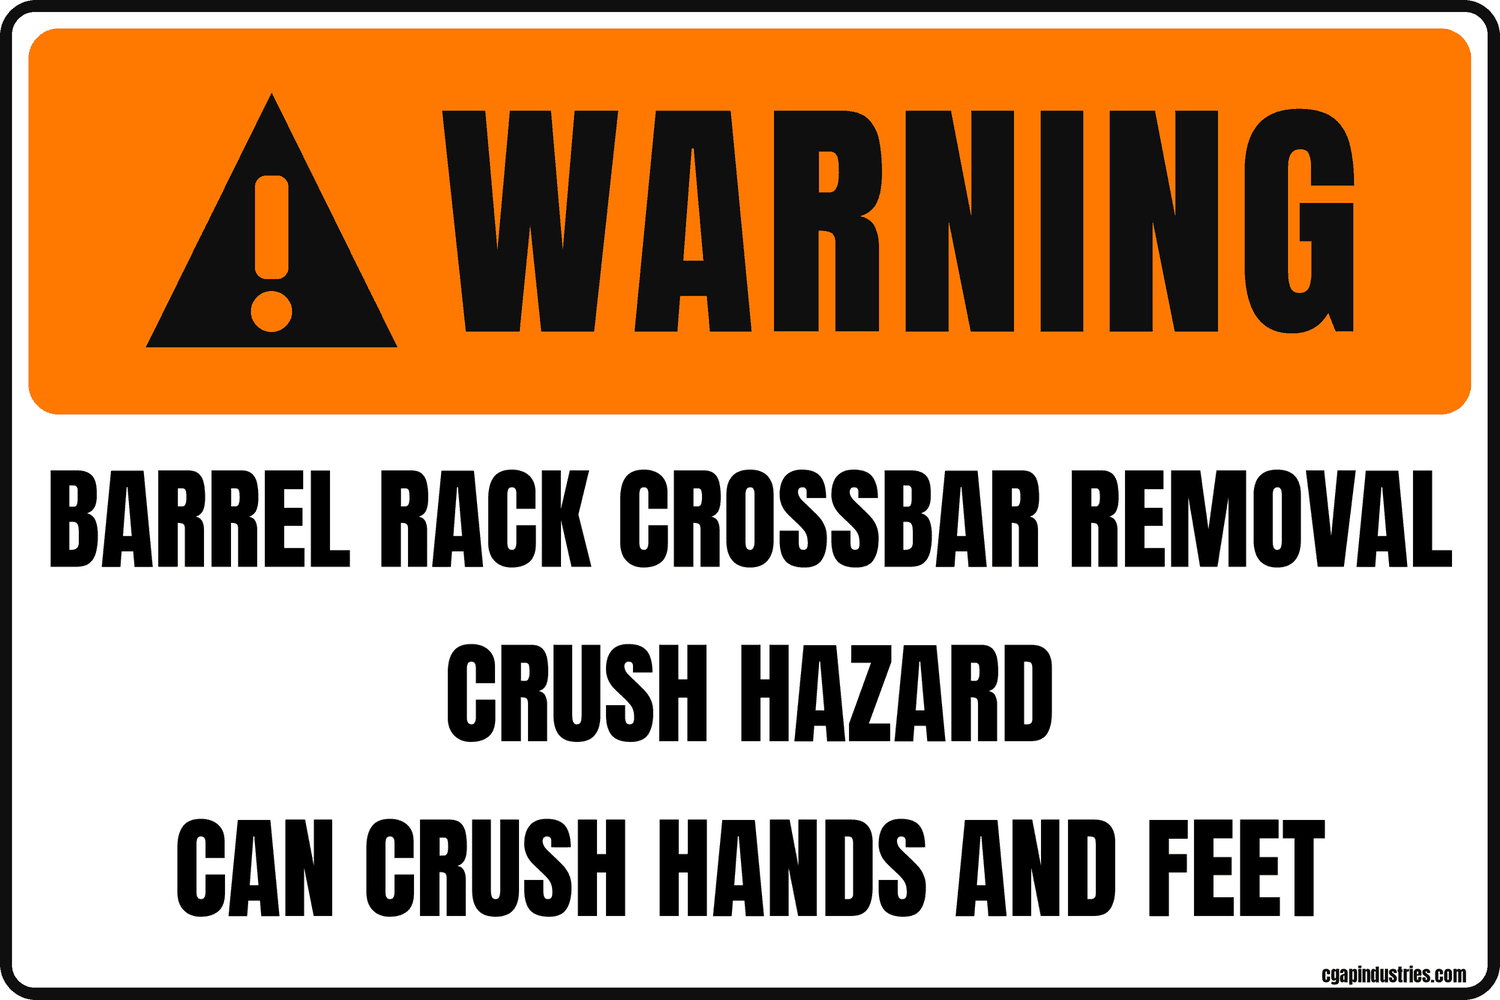 WARNING
BARREL RACK CROSSBAR REMOVAL
CRUSH HAZARD
CAN CRUSH HANDS AND FEET
cgapindustries.com